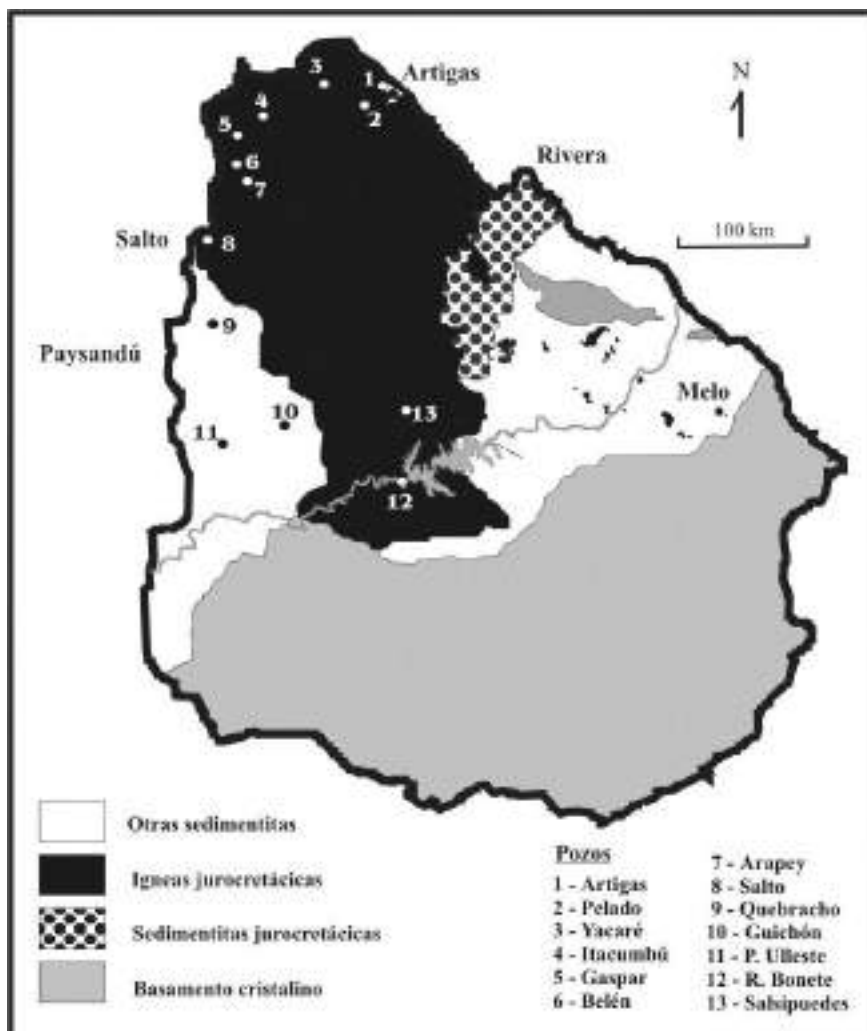 N
3
1
Artigas
4
2
5
6
7
Rivera
100 km
Salto
8
9
Paysandú
10
13
Melo
11
12
Otras sedimentitas
Igneas jurocretácicas
Sedimentitas jurocretácicas
Basamento cristalino
Pozos
1 - Artigas
2 - Pelado
3 - Yacaré
4 - Itacumbú
5 - Gaspar
6 - Belén
7 - Arapey
8 - Salto
9 - Quebracho
10 - Guichón
11 - P. Ulleste
12 - R. Bonete
13 - Salsipuedes